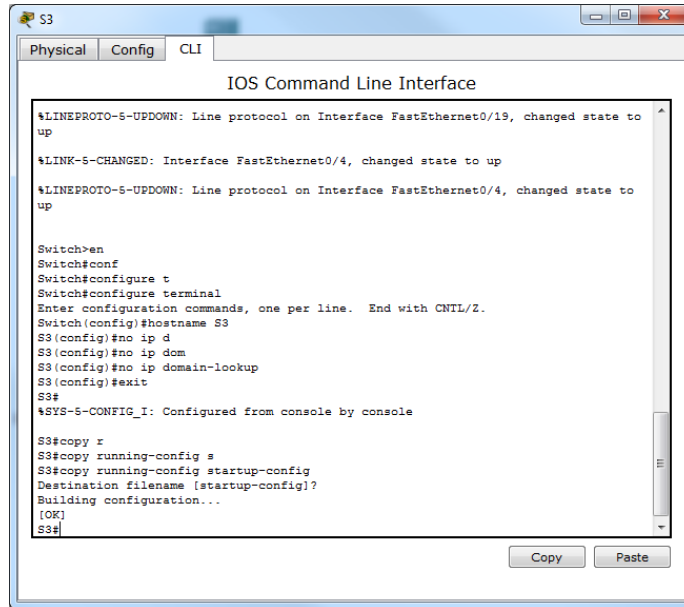 S3
Physical Config CLI
IOS Command Line Interface
%LINEPROTO-5-UPDOWN: Line protocol on Interface FastEthernet0/19, changed state to
up
%LINK-5-CHANGED: Interface FastEthernet0/4, changed state to up
%LINEPROTO-5-UPDOWN: Line protocol on Interface FastEthernet0/4, changed state to
up
Switch>en
Switch#conf
Switch#configure t
Switch#configure terminal
Enter configuration commands, one per line.  End with CNTL/Z.
Switch(config)#hostname S3
S3(config)#no ip d
S3(config)#no ip dom
S3(config)#no ip domain-lookup
S3(config)#exit
S3#
%SYS-5-CONFIG_I: Configured from console by console
S3#copy r
S3#copy running-config s
S3#copy running-config startup-config
Destination filename [startup-config]?
Building configuration...
[OK]
S3#
Copy Paste